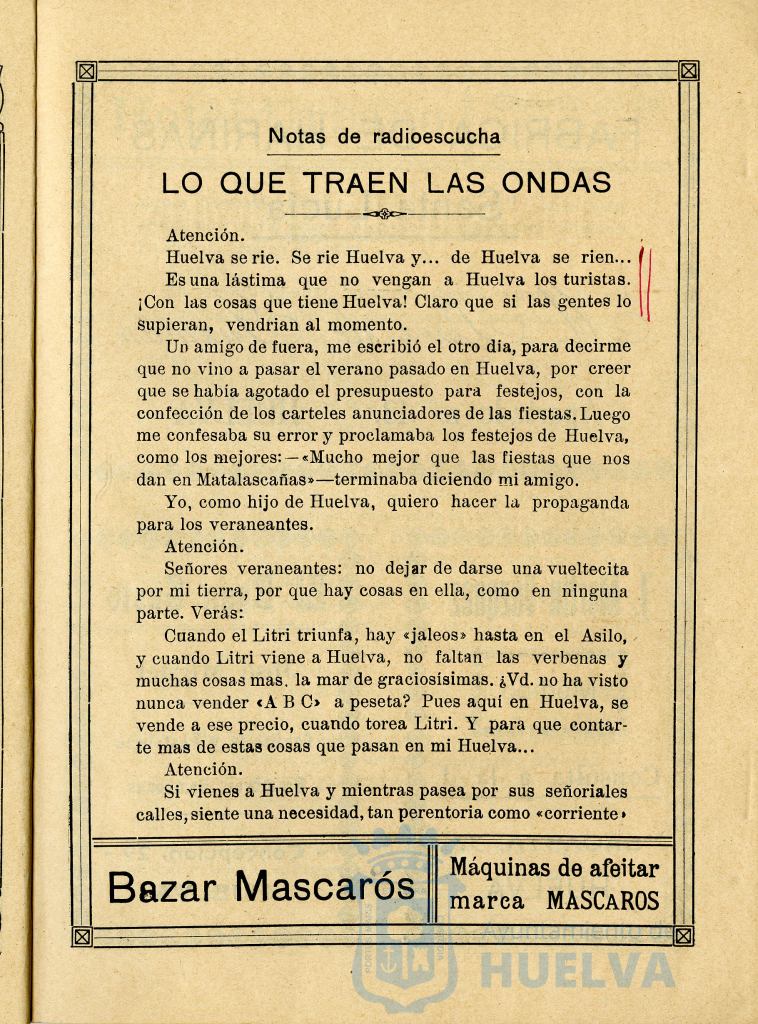 Notas de radioescucha
LO QUE TRAEN LAS ONDAS
Atención.
Huelva se rie. Se rie Huelva y... de Huelva se rien...
Es una lástima que no vengan a Huelva los turistas.
¡Con las cosas que tiene Huelva! Claro que si las gentes lo
supieran, vendrian al momento.
Un amigo de fuera, me escribió el otro dia, para decirme
que no vino a pasar el verano pasado en Huelva, por creer
que se había agotado el presupuesto para festejos, con la
confección de los carteles anunciadores de las fiestas. Luego
me confesaba su error y proclamaba los festejos de Huelva,
como los mejores:—«Mucho mejor que las fiestas que nos
dan en Matalascañas»—terminaba diciendo mi amigo.
Yo, como hijo de Huelva, quiero hacer la propaganda
para los veraneantes.
Atención.
Señores veraneantes: no dejar de darse una vueltecita
por mi tierra, por que hay cosas en ella, como en ninguna
parte. Verás:
Cuando el Litri triunfa, hay «jaleos» hasta en el Asilo,
y cuando Litri viene a Huelva, no faltan las verbenas y
muchas cosas mas. la mar de graciosísimas. ¿Vd. no ha visto
nunca vender «A B C» a peseta? Pues aquí en Huelva, se
vende a ese precio, cuando torea Litri. Y para que contar-
te mas de estas cosas que pasan en mi Huelva...
Atención.
Si vienes a Huelva y mientras pasea por sus señoriales
calles, siente una necesidad, tan perentoria como «corriente»
Bazar Mascarós
Máquinas de afeitar
marca MASCAROS
Ayuntamiento de
HUELVA